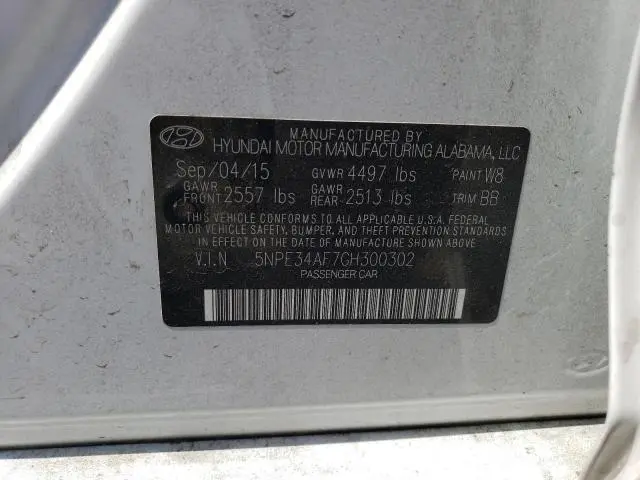 MANUFACTURED BY
HYUNDAI MOTOR MANUFACTURING ALABAMA, LLC
Sep/04/15 GVWR 4497 lbs PAINT W8
GAWR FRONT 2557 lbs GAWR REAR 2513 lbs TRIM BB
THIS VEHICLE CONFORMS TO ALL APPLICABLE U.S.A. FEDERAL
MOTOR VEHICLE SAFETY, BUMPER, AND THEFT PREVENTION
STANDARDS IN EFFECT ON THE DATE OF MANUFACTURE SHOWN ABOVE.
V.I.N 5NPE34AF7GH300302
PASSENGER CAR